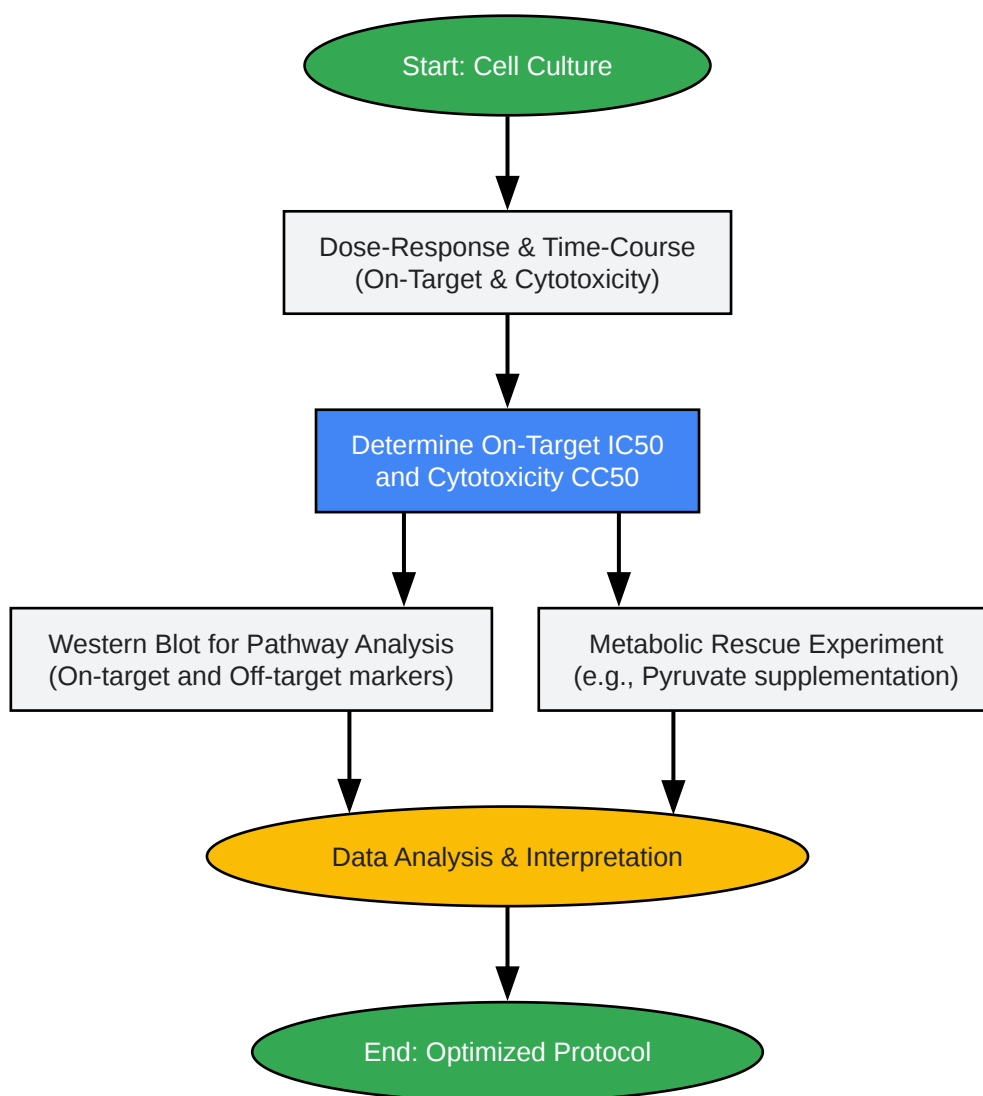 Start: Cell Culture
Dose-Response & Time-Course
(On-Target & Cytotoxicity)
Determine On-Target IC50
and Cytotoxicity CC50
Western Blot for Pathway Analysis
(On-target and Off-target markers)
Metabolic Rescue Experiment
(e.g., Pyruvate supplementation)
Data Analysis & Interpretation
End: Optimized Protocol